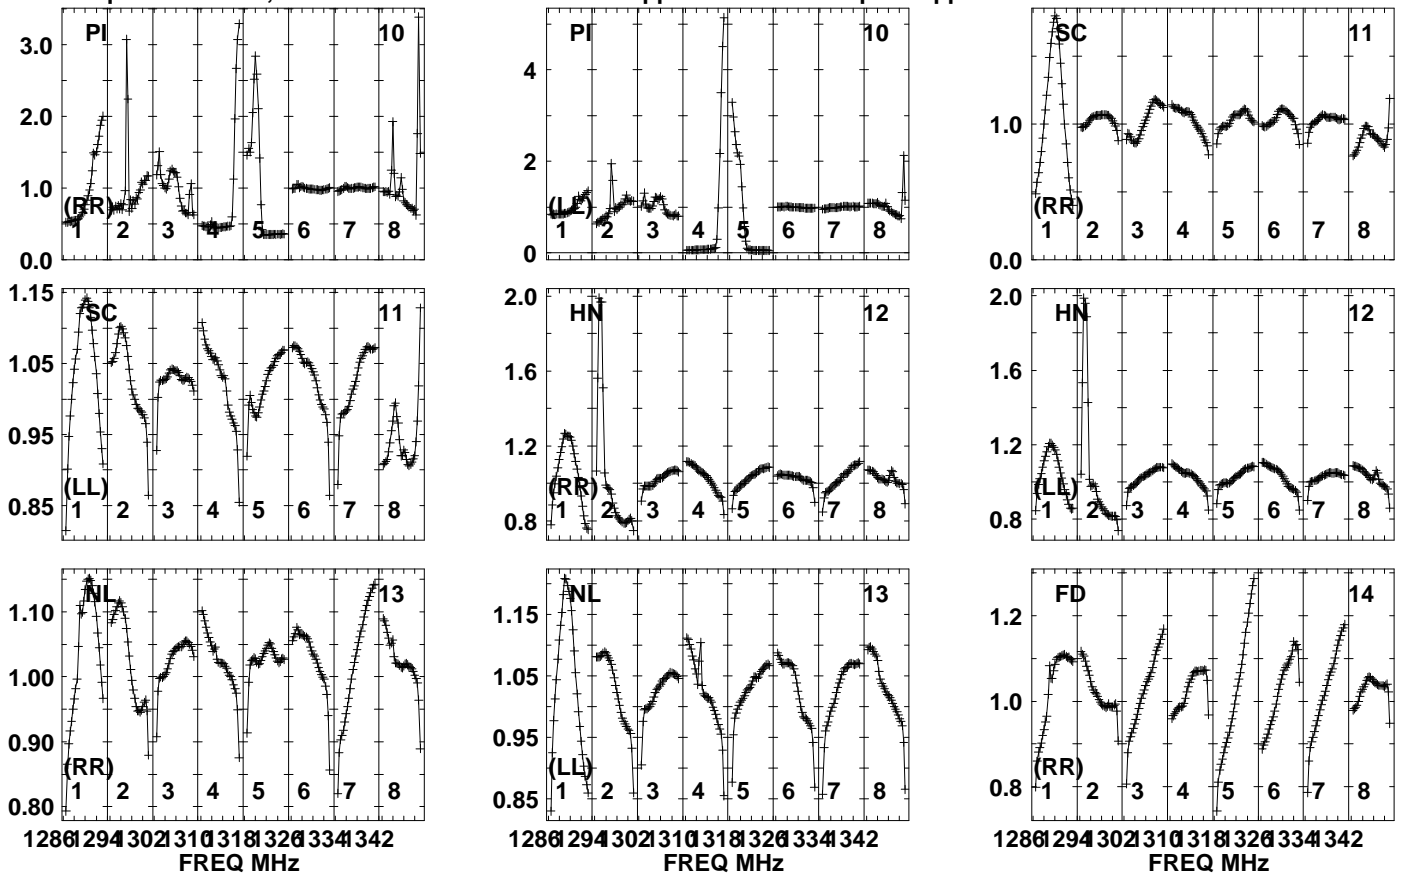 PI 10 PI 10 SC 11
3.0
2.0
1.0
0.0
(RR)
1 2 3 4 5 6 7 8
4
2
0
(LL)
1 2 3 4 5 6 7 8
1.0
0.0
(RR)
1 2 3 4 5 6 7 8
SC 11 HN 12 HN 12
1.15
1.05
0.95
0.85
(LL)
1 2 3 4 5 6 7 8
2.0
1.6
1.2
0.8
(RR)
1 2 3 4 5 6 7 8
2.0
1.6
1.2
0.8
(LL)
1 2 3 4 5 6 7 8
NL 13 NL 13 FD 14
1.10
1.00
0.90
0.80
(RR)
1 2 3 4 5 6 7 8
1.15
1.05
0.95
0.85
(LL)
1 2 3 4 5 6 7 8
1.2
1.0
0.8
(RR)
1 2 3 4 5 6 7 8
1286 1294 1302 1310 1318 1326 1334 1342
FREQ MHz
1286 1294 1302 1310 1318 1326 1334 1342
FREQ MHz
1286 1294 1302 1310 1318 1326 1334 1342
FREQ MHz